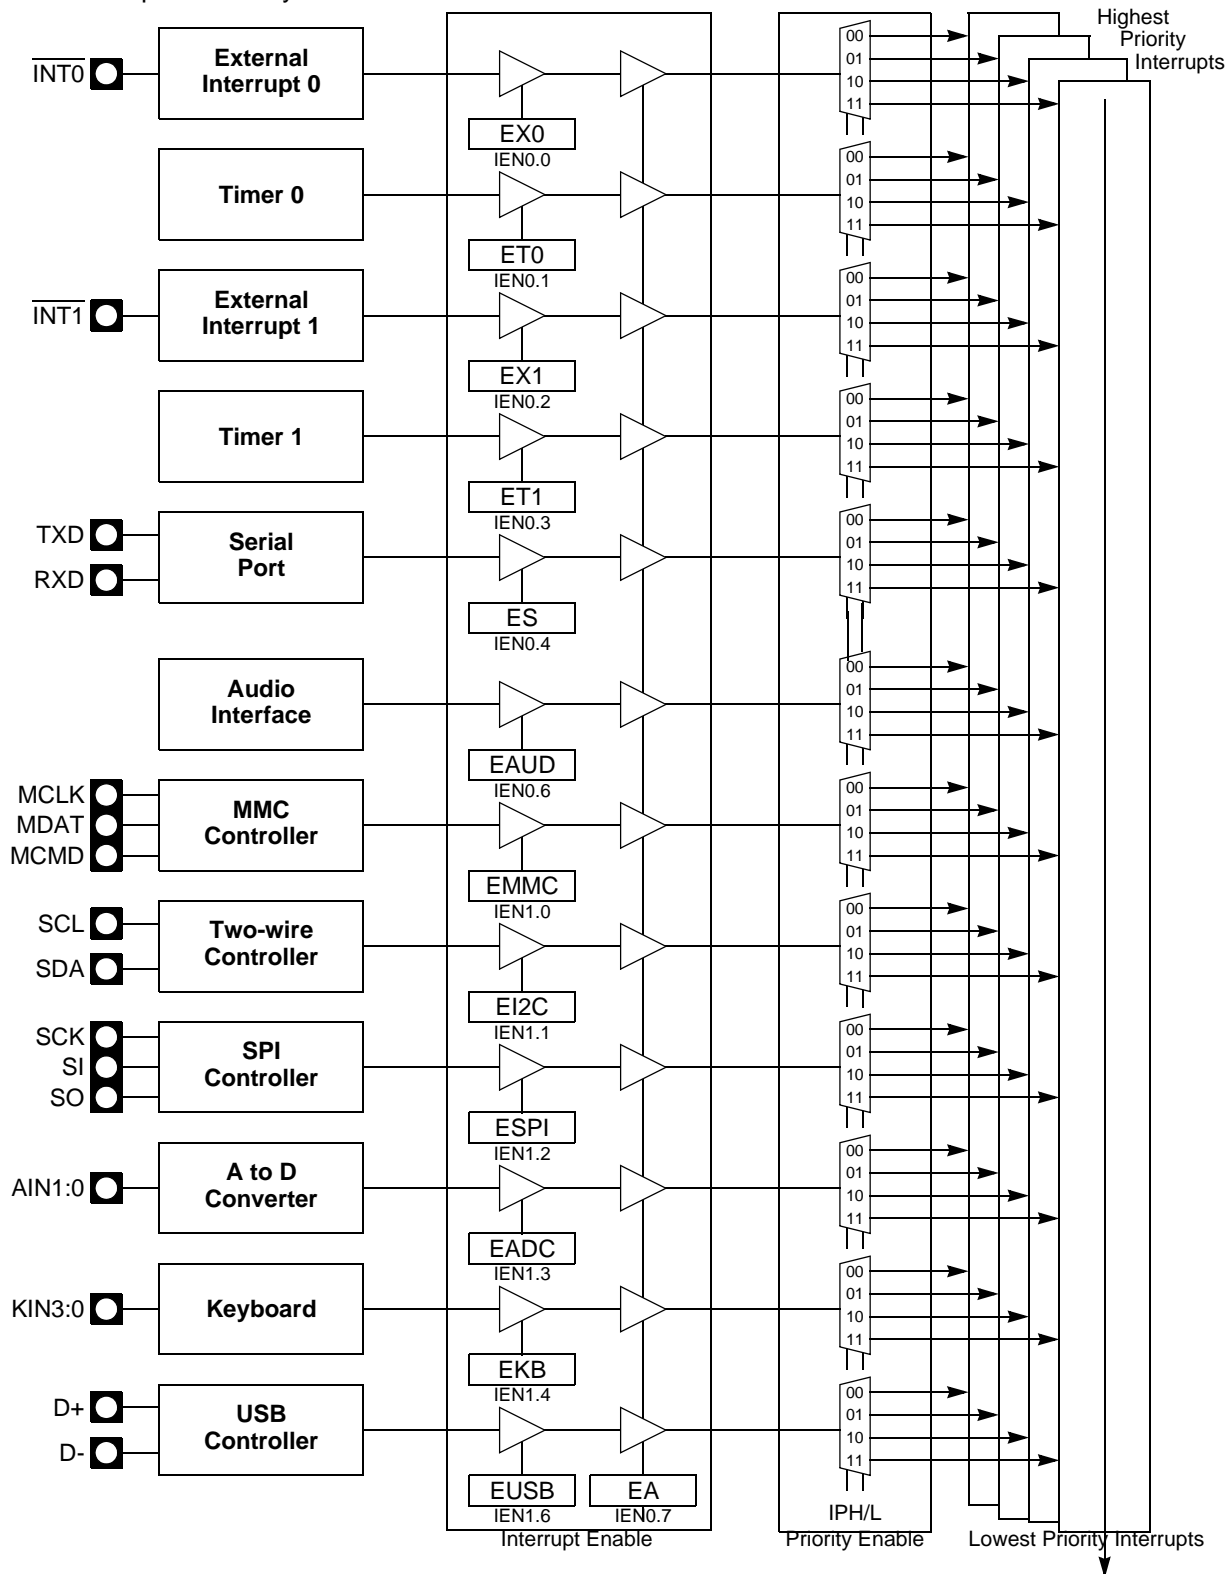 Highest
Priority
Interrupts
INT0
External
Interrupt 0
EX0
IEN0.0
00
01
10
11
Timer 0
ET0
IEN0.1
00
01
10
11
INT1
External
Interrupt 1
EX1
IEN0.2
00
01
10
11
Timer 1
ET1
IEN0.3
00
01
10
11
TXD
RXD
Serial
Port
ES
IEN0.4
00
01
10
11
Audio
Interface
EAUD
IEN0.6
00
01
10
11
MCLK
MDAT
MCMD
MMC
Controller
EMMC
IEN1.0
00
01
10
11
SCL
SDA
Two-wire
Controller
EI2C
IEN1.1
00
01
10
11
SCK
SI
SO
SPI
Controller
ESPI
IEN1.2
00
01
10
11
AIN1:0
A to D
Converter
EADC
IEN1.3
00
01
10
11
KIN3:0
Keyboard
EKB
IEN1.4
00
01
10
11
D+
D-
USB
Controller
EUSB
IEN1.6
EA
IEN0.7
00
01
10
11
IPH/L
Interrupt Enable
Priority Enable
Lowest Priority Interrupts